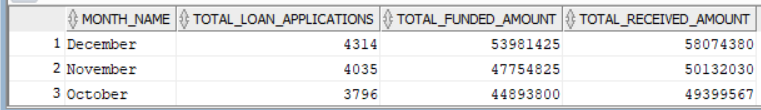 MONTH_NAME TOTAL_LOAN_APPLICATIONS TOTAL_FUNDED_AMOUNT TOTAL_RECEIVED_AMOUNT
1 December 4314 53981425 58074380
2 November 4035 47754825 50132030
3 October 3796 44893800 49399567